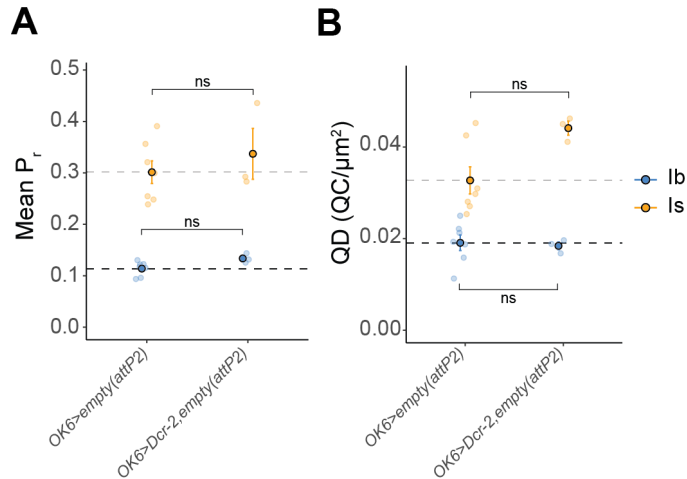 A
B
Mean Pr
0.5
0.4
0.3
0.2
0.1
0.0
ns
ns
OK6>empty(attP2)
OK6>Dcr-2,empty(attP2)
QD (QC/μm²)
0.04
0.02
0.00
ns
ns
OK6>empty(attP2)
OK6>Dcr-2,empty(attP2)
Ib
Is